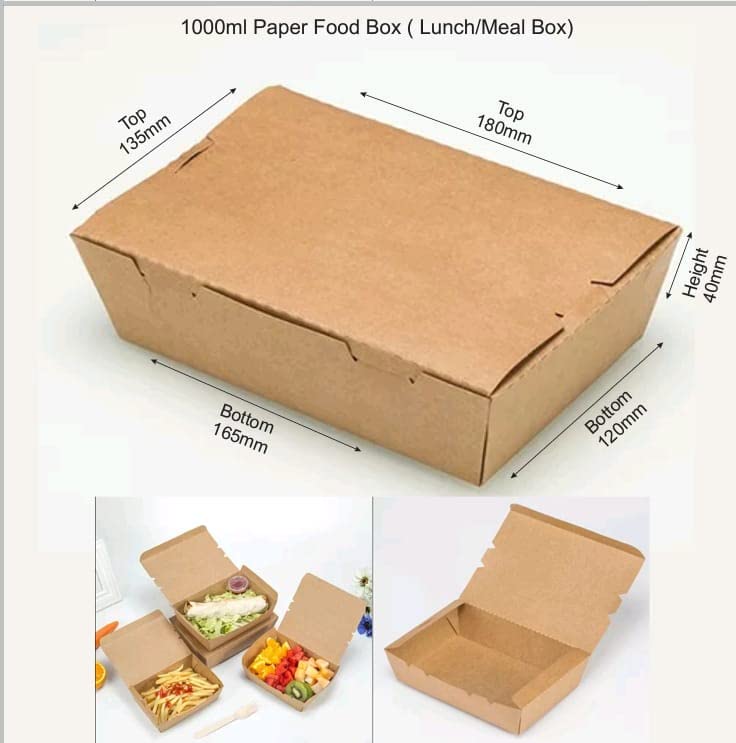 1000ml Paper Food Box ( Lunch/Meal Box)
Top
135mm
Top
180mm
Height
40mm
Bottom
165mm
Bottom
120mm